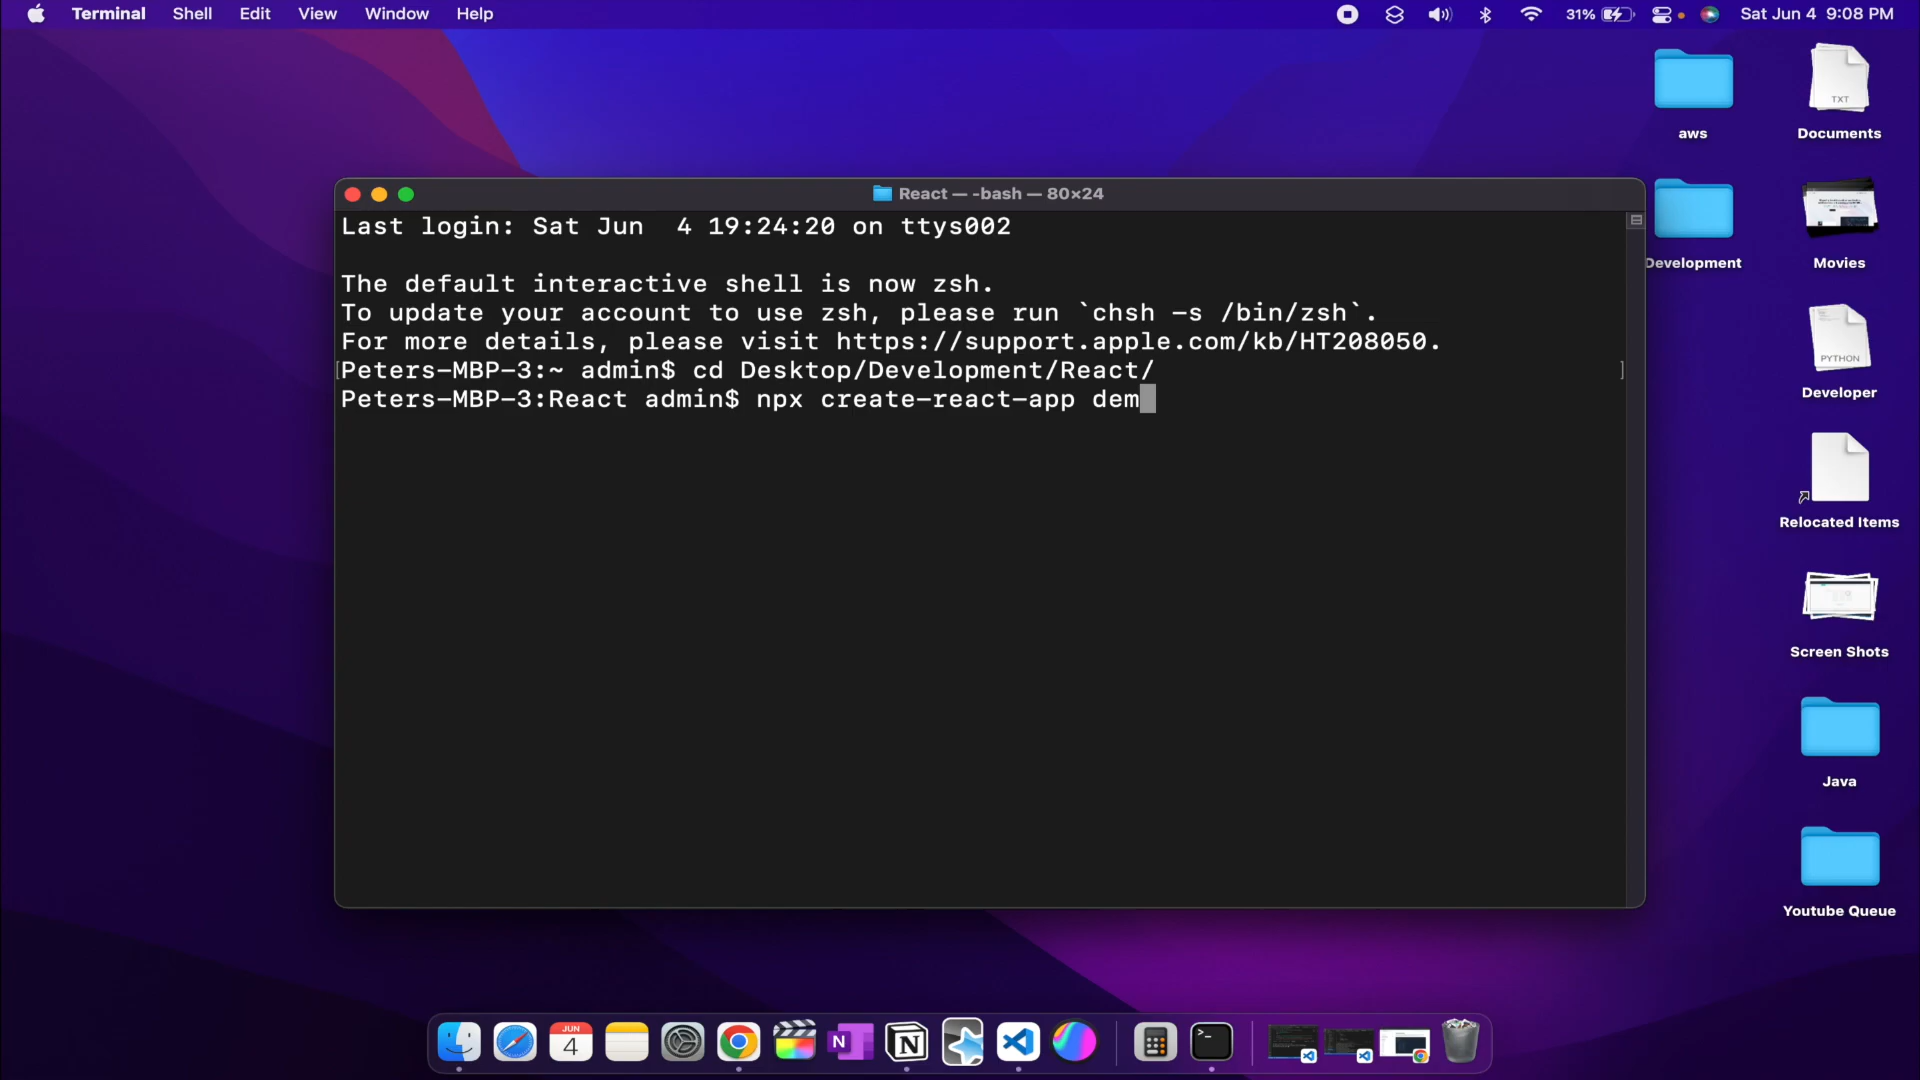 Terminal Shell Edit View Window Help 31% Sat Jun 4 9:08 PM
aws
TXT
Documents
Development
Movies
PYTHON
Developer
Relocated Items
Screen Shots
Java
Youtube Queue
React — -bash — 80×24
Last login: Sat Jun  4 19:24:20 on ttys002
The default interactive shell is now zsh.
To update your account to use zsh, please run `chsh -s /bin/zsh`.
For more details, please visit https://support.apple.com/kb/HT208050.
[Peters-MBP-3:~ admin$ cd Desktop/Development/React/ ]
Peters-MBP-3:React admin$ npx create-react-app dem
JUN
4
N
N
>-